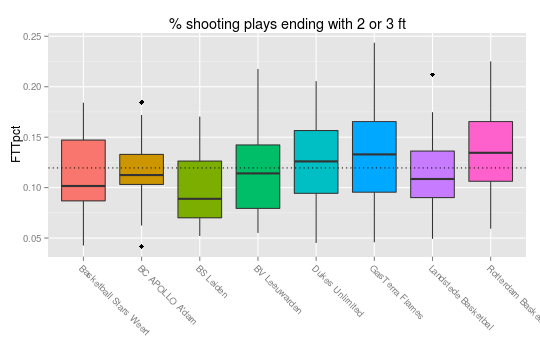 % shooting plays ending with 2 or 3 ft
FTTpct
0.25
0.20
0.15
0.10
0.05
Basketball Stars Weert
BC APOLLO A'dam
BS Leiden
BV Leeuwarden
Dukes Unlimited
GasTerra Flames
Landstede Basketbal
Rotterdam Baske